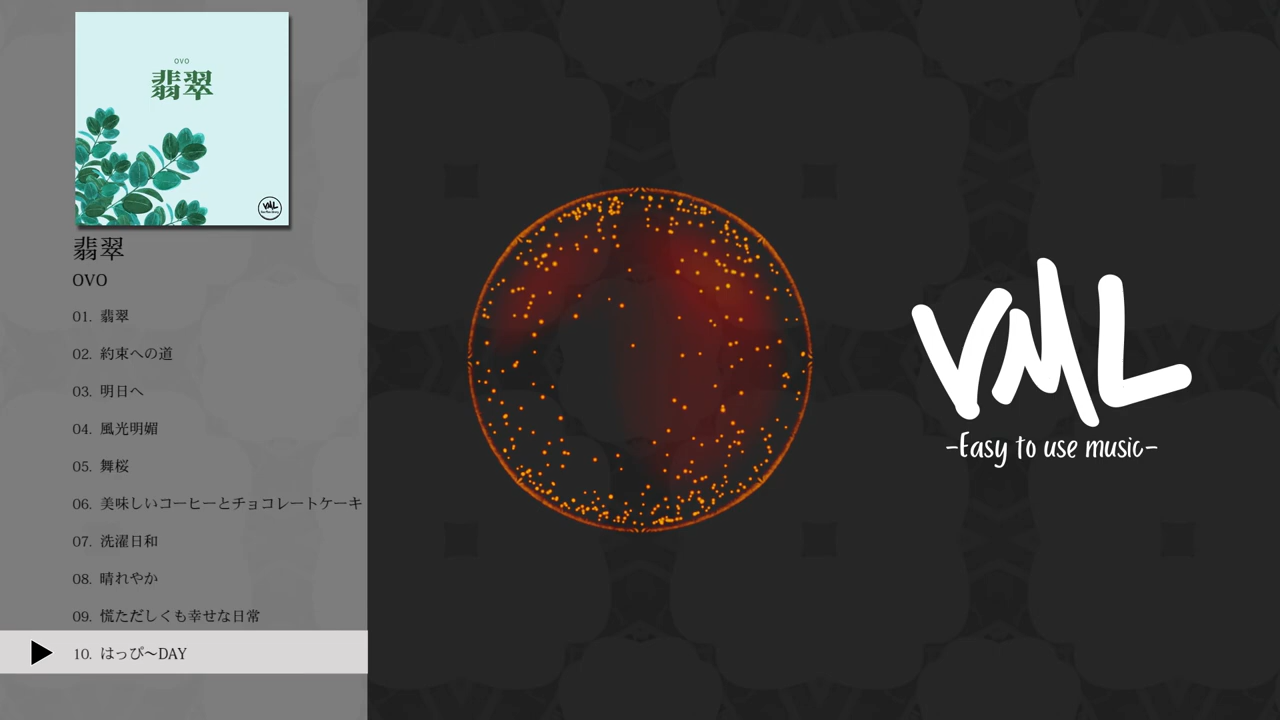 OVO
翡翠
VML
翡翠
OVO
01. 翡翠
02. 約束への道
03. 明日へ
04. 風光明媚
05. 舞桜
06. 美味しいコーヒーとチョコレートケーキ
07. 洗濯日和
08. 晴れやか
09. 慌ただしくも幸せな日常
10. はっぴ〜DAY
VML
-Easy to use music-